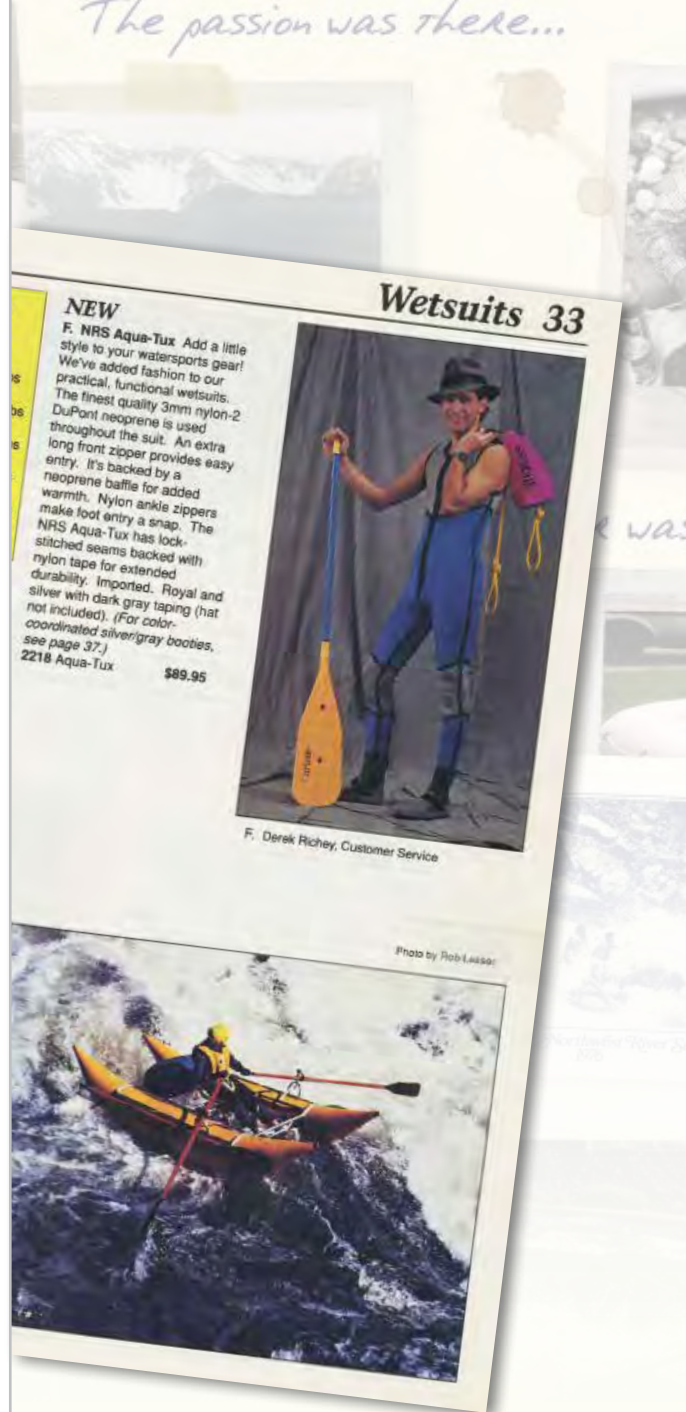 The passion was there...
Wetsuits 33
NEW
F. NRS Aqua-Tux Add a little
style to your watersports gear!
We've added fashion to our
practical, functional wetsuits.
The finest quality 3mm nylon-2
DuPont neoprene is used
throughout the suit. An extra
long front zipper provides easy
entry. It's backed by a
neoprene baffle for added
warmth. Nylon ankle zippers
make foot entry a snap. The
NRS Aqua-Tux has lock-
stitched seams backed with
nylon tape for extended
durability. Imported. Royal and
silver with dark gray taping (hat
not included). (For color-
coordinated silver/gray booties,
see page 37.)
2218 Aqua-Tux $89.95
F. Derek Richey, Customer Service
was
Photo by Rob Lesser
Northwest River